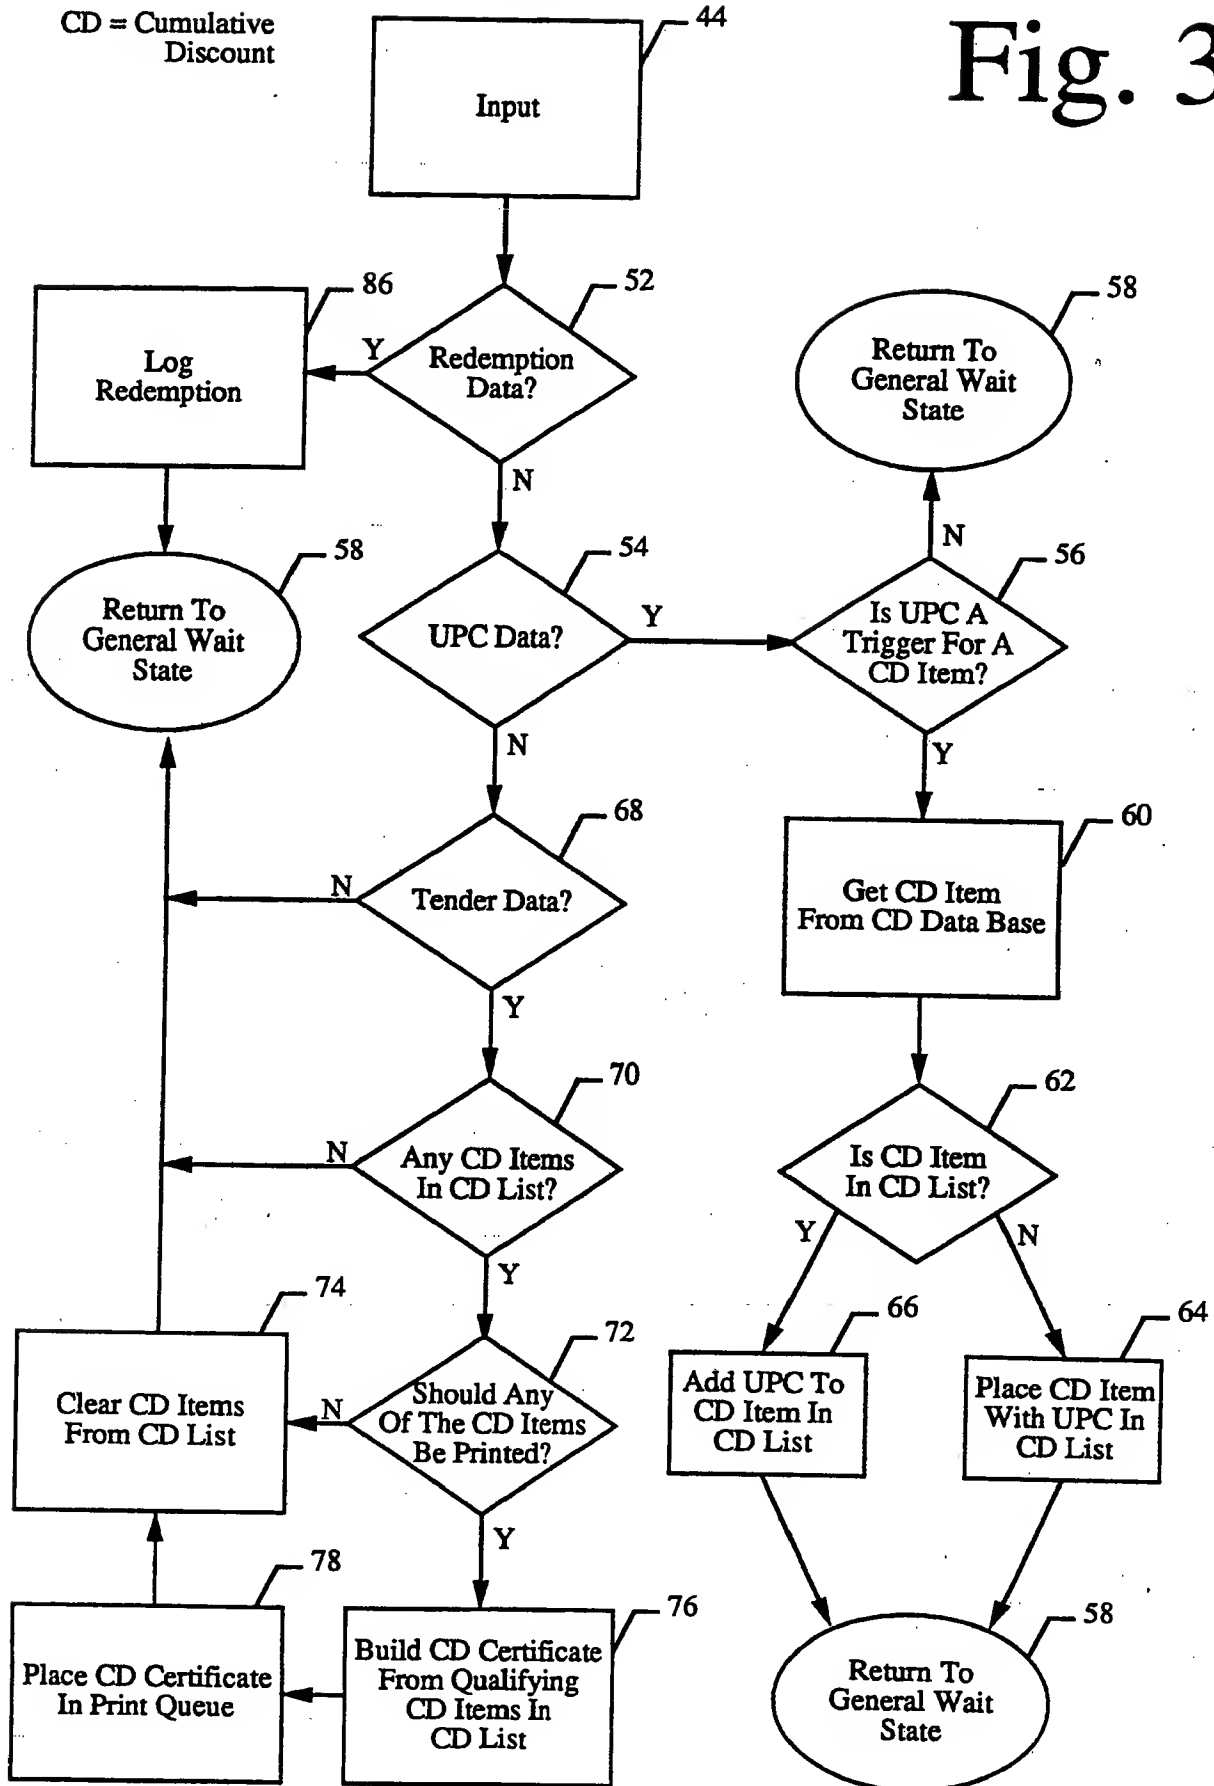 CD = Cumulative
Discount
Fig. 3
44
Input
86
52
58
Log
Redemption
Y
Redemption
Data?
Return To
General Wait
State
N
58
54
N
56
Return To
General Wait
State
UPC Data?
Y
Is UPC A
Trigger For A
CD Item?
N
Y
68
60
N
Tender Data?
Get CD Item
From CD Data Base
Y
70
62
N
Any CD Items
In CD List?
Is CD Item
In CD List?
Y
N
Y
74
72
66
64
Clear CD Items
From CD List
N
Should Any
Of The CD Items
Be Printed?
Add UPC To
CD Item In
CD List
Place CD Item
With UPC In
CD List
Y
78
76
58
Place CD Certificate
In Print Queue
Build CD Certificate
From Qualifying
CD Items In
CD List
Return To
General Wait
State